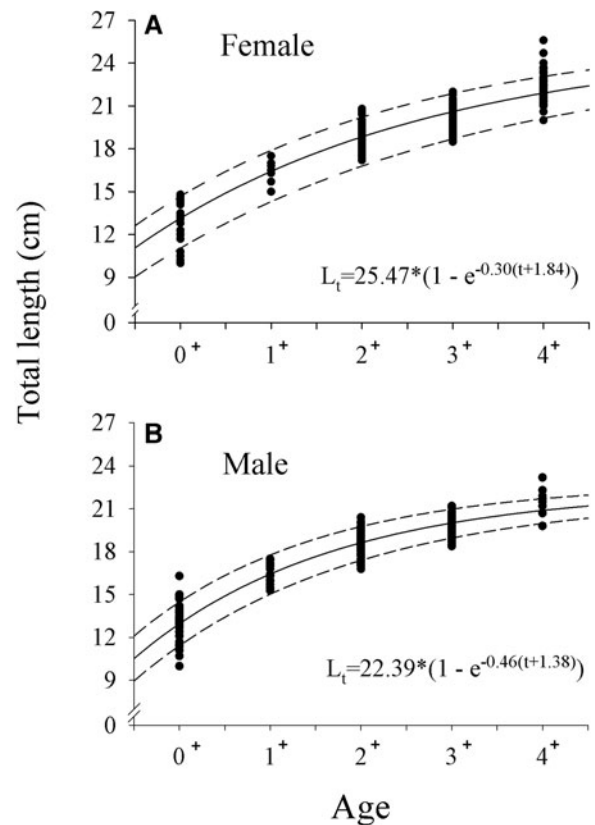 A
Female
Total length (cm)
27
24
21
18
15
12
9
0
L_t=25.47*(1 - e^-0.30(t+1.84))
0+ 1+ 2+ 3+ 4+
B
Male
27
24
21
18
15
12
9
0
L_t=22.39*(1 - e^-0.46(t+1.38))
0+ 1+ 2+ 3+ 4+
Age